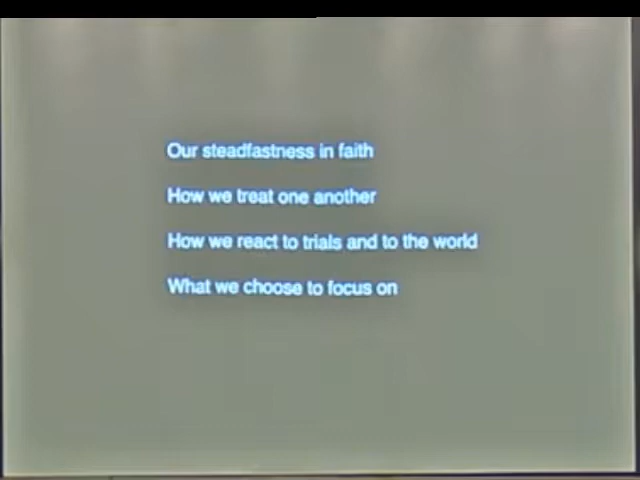 Our steadfastness in faith
How we treat one another
How we react to trials and to the world
What we choose to focus on